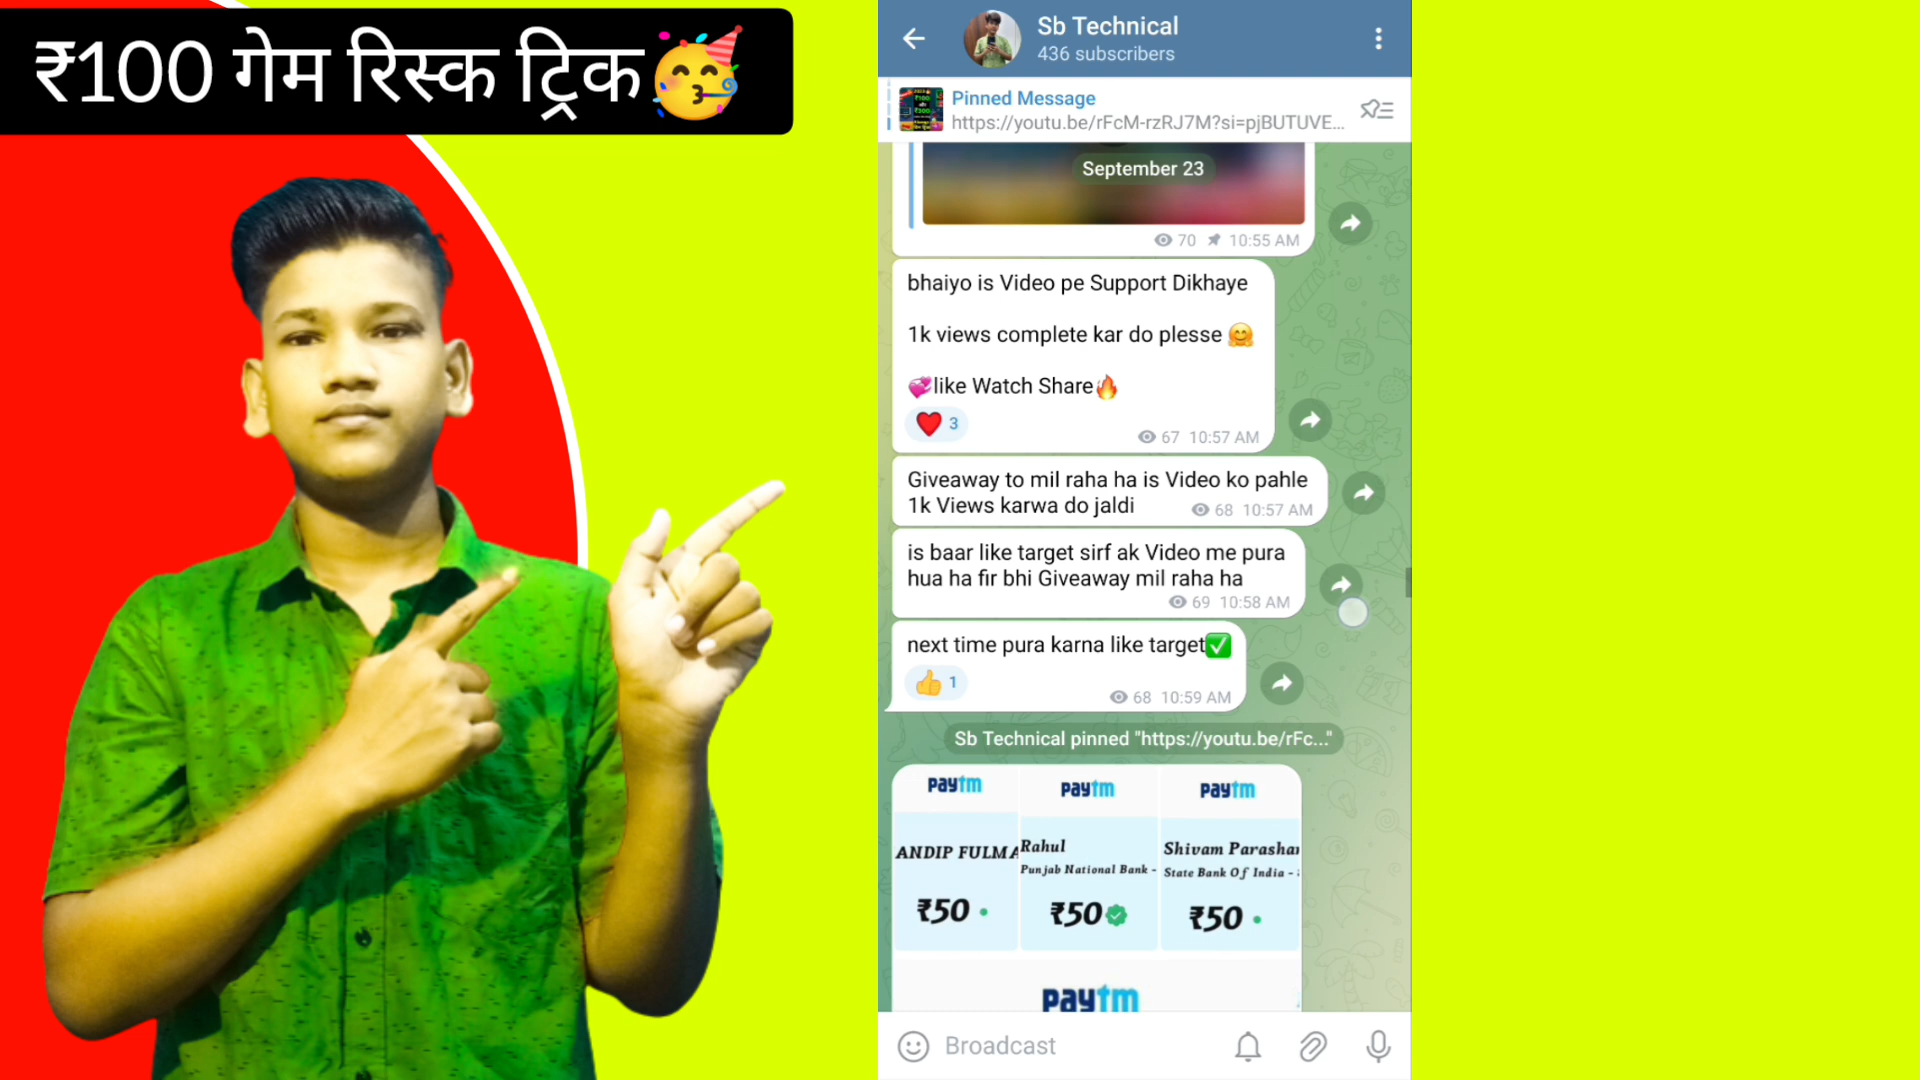 ₹100 गेम रिस्क ट्रिक🥳
Sb Technical
436 subscribers
Pinned Message
https://youtu.be/rFcM-rzRJ7M?si=pjBUTUVE...
September 23
70 10:55 AM
bhaiyo is Video pe Support Dikhaye
1k views complete kar do plesse 🤗
💞like Watch Share🔥
❤️ 3
67 10:57 AM
Giveaway to mil raha ha is Video ko pahle
1k Views karwa do jaldi
68 10:57 AM
is baar like target sirf ak Video me pura
hua ha fir bhi Giveaway mil raha ha
69 10:58 AM
next time pura karna like target✅
👍 1
68 10:59 AM
Sb Technical pinned "https://youtu.be/rFc..."
paytm paytm paytm
ANDIP FULMA Rahul Shivam Parashar
Punjab National Bank - State Bank Of India -
₹50 ₹50 ₹50
paytm
Broadcast